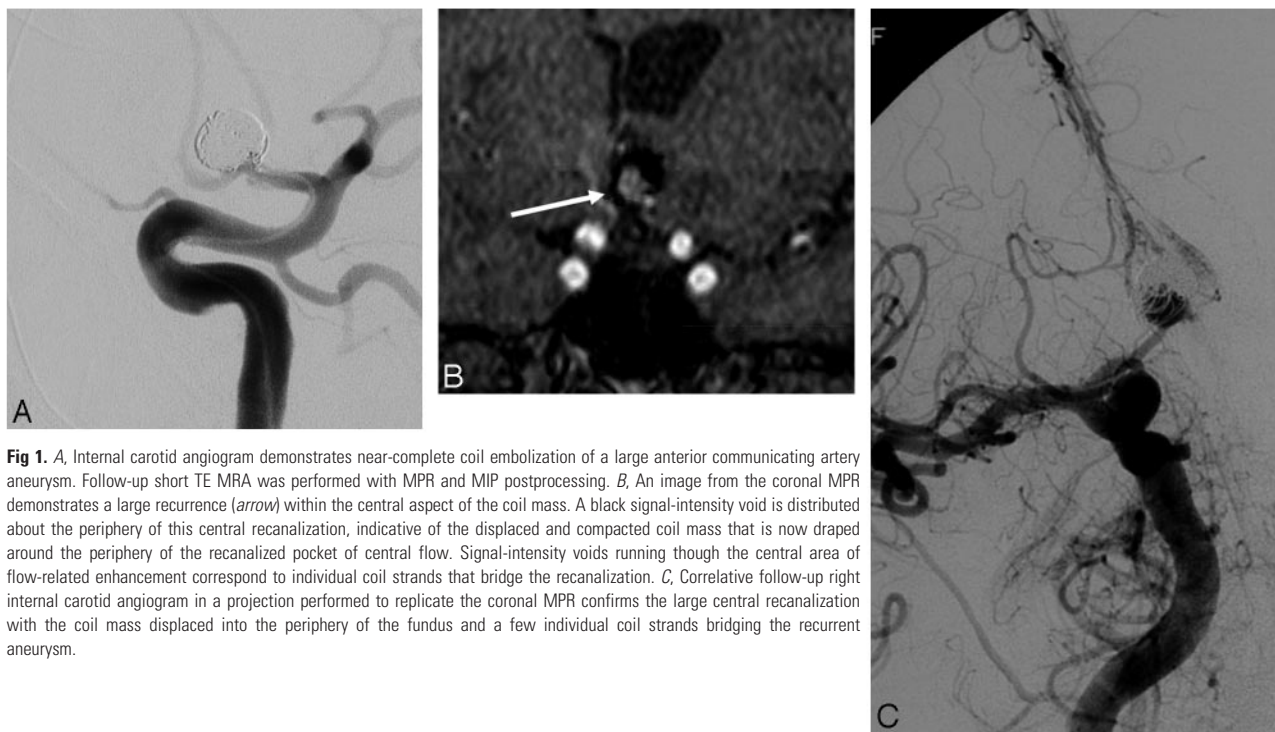 F
A
B
C
Fig 1. A, Internal carotid angiogram demonstrates near-complete coil embolization of a large anterior communicating artery
aneurysm. Follow-up short TE MRA was performed with MPR and MIP postprocessing. B, An image from the coronal MPR
demonstrates a large recurrence (arrow) within the central aspect of the coil mass. A black signal-intensity void is distributed
about the periphery of this central recanalization, indicative of the displaced and compacted coil mass that is now draped
around the periphery of the recanalized pocket of central flow. Signal-intensity voids running though the central area of
flow-related enhancement correspond to individual coil strands that bridge the recanalization. C, Correlative follow-up right
internal carotid angiogram in a projection performed to replicate the coronal MPR confirms the large central recanalization
with the coil mass displaced into the periphery of the fundus and a few individual coil strands bridging the recurrent
aneurysm.